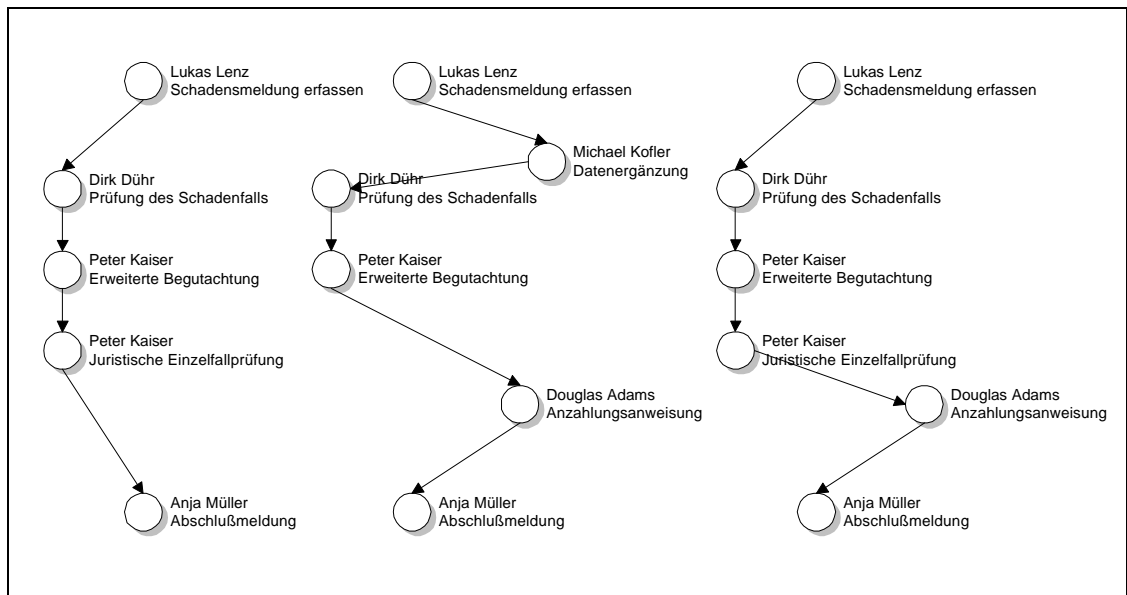 Lukas Lenz
Schadensmeldung erfassen
Dirk Dühr
Prüfung des Schadenfalls
Peter Kaiser
Erweiterte Begutachtung
Peter Kaiser
Juristische Einzelfallprüfung
Anja Müller
Abschlußmeldung
Lukas Lenz
Schadensmeldung erfassen
Michael Kofler
Datenergänzung
Dirk Dühr
Prüfung des Schadenfalls
Peter Kaiser
Erweiterte Begutachtung
Douglas Adams
Anzahlungsanweisung
Anja Müller
Abschlußmeldung
Lukas Lenz
Schadensmeldung erfassen
Dirk Dühr
Prüfung des Schadenfalls
Peter Kaiser
Erweiterte Begutachtung
Peter Kaiser
Juristische Einzelfallprüfung
Douglas Adams
Anzahlungsanweisung
Anja Müller
Abschlußmeldung